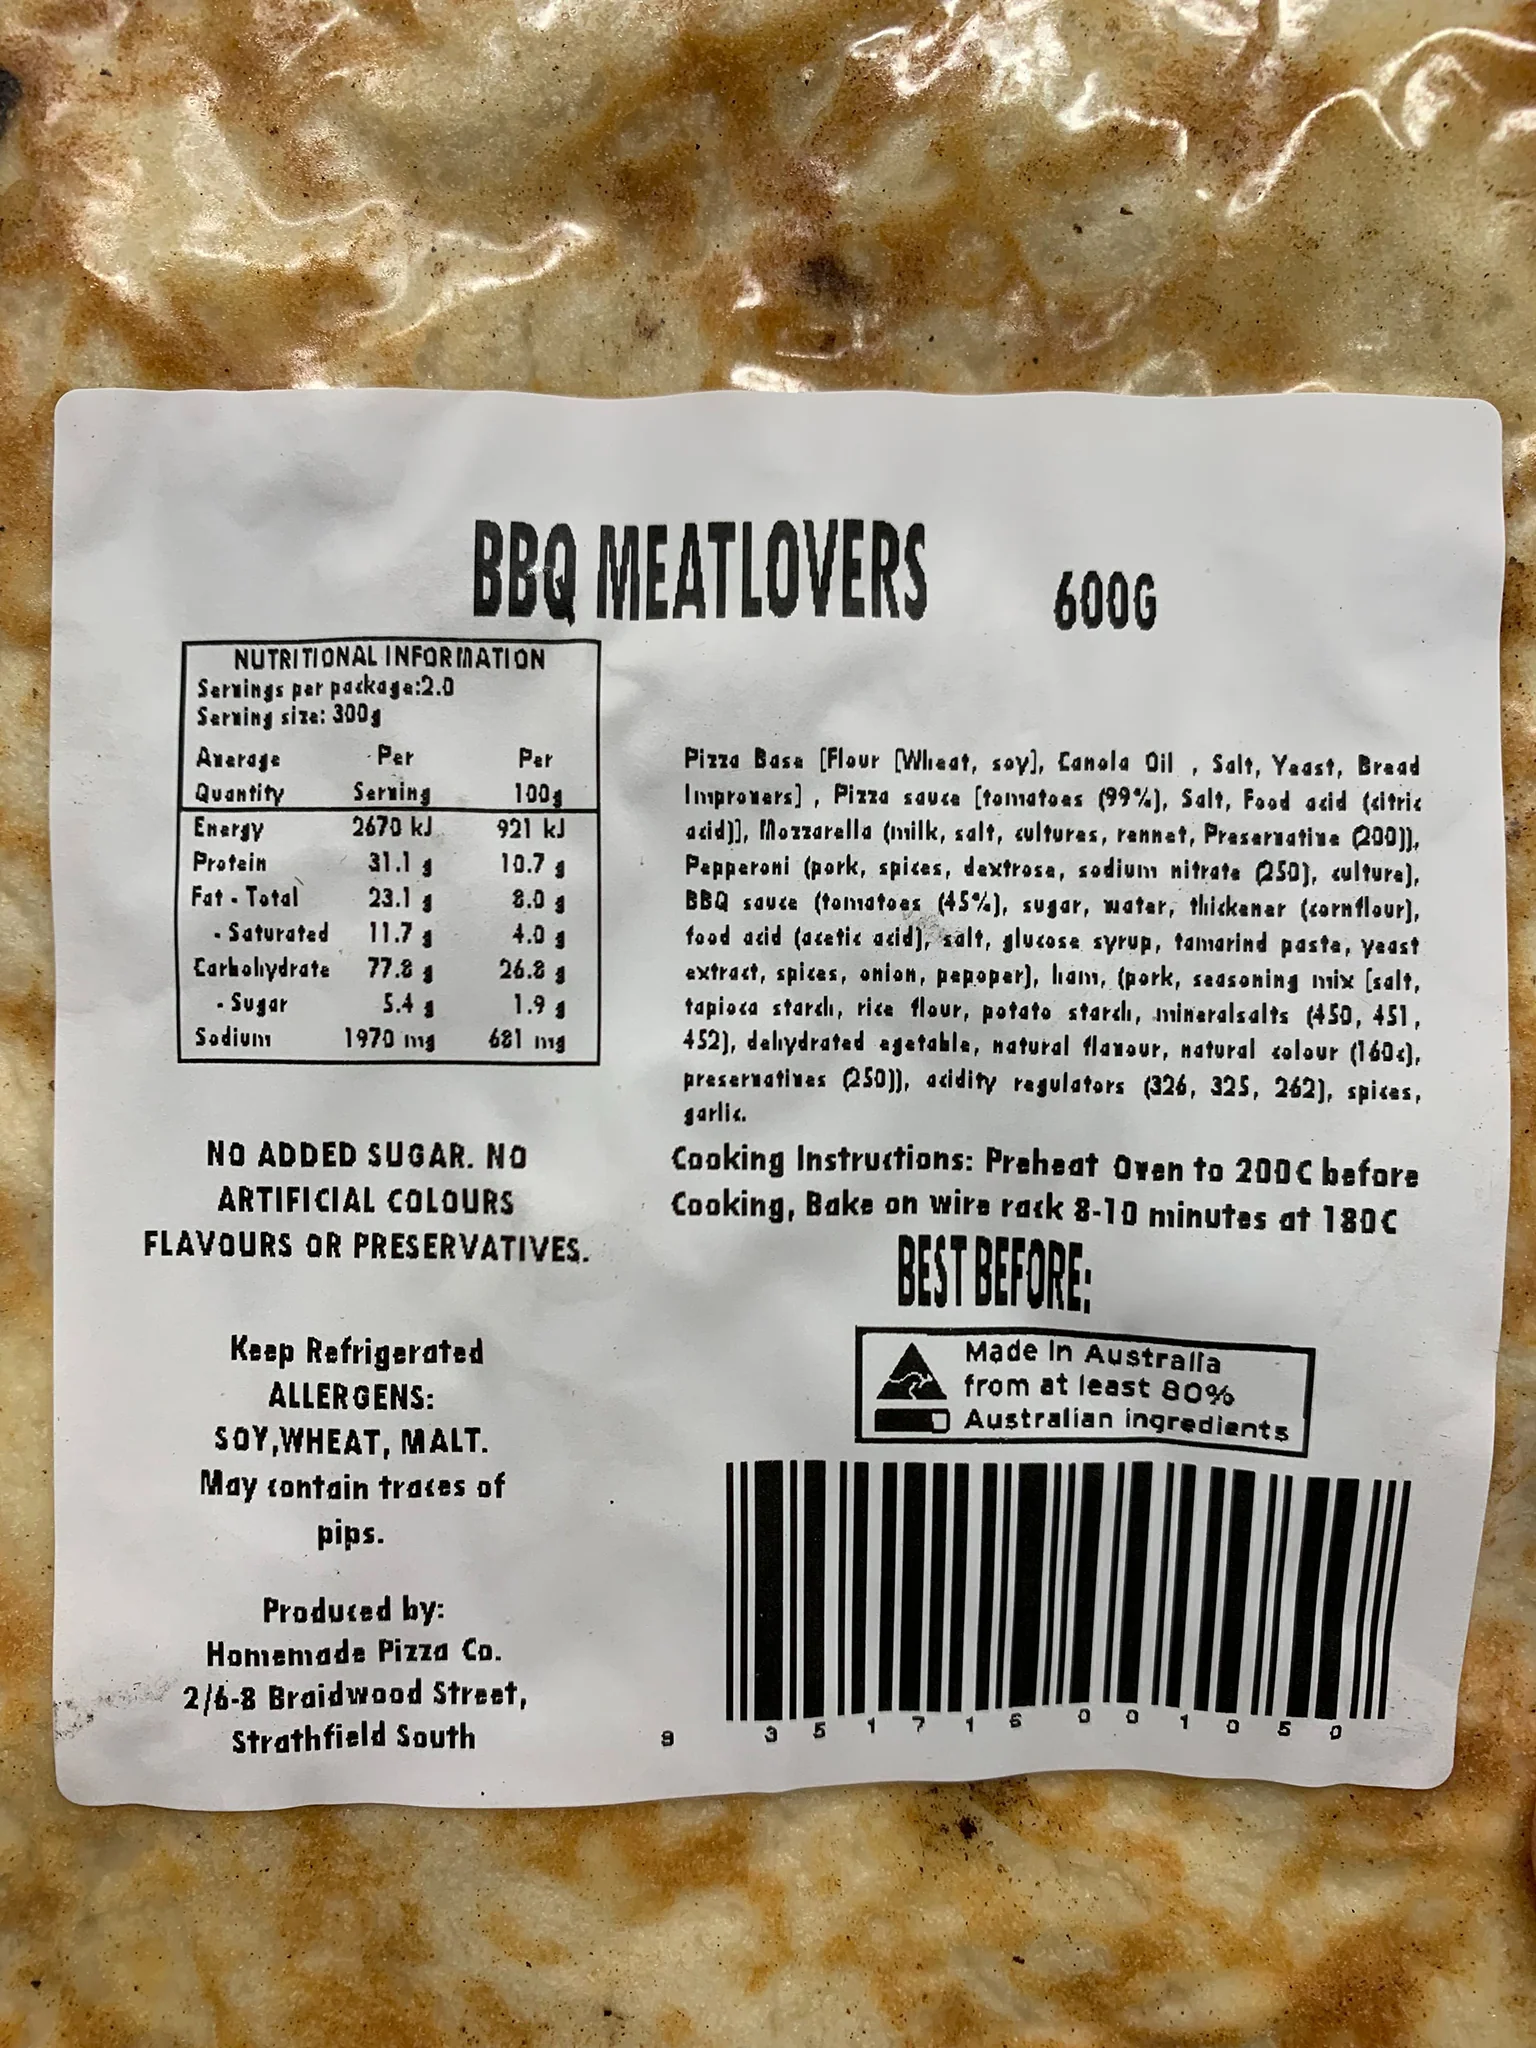 BBQ MEATLOVERS 600G
NUTRITIONAL INFORMATION
Servings per package:2.0
Serving size: 300g
Average Per Per
Quantity Serving 100g
Energy 2670 kJ 921 kJ
Protein 31.1 g 10.7 g
Fat - Total 23.1 g 8.0 g
- Saturated 11.7 g 4.0 g
Carbohydrate 77.8 g 26.8 g
- Sugar 5.4 g 1.9 g
Sodium 1970 mg 681 mg
Pizza Base [Flour [Wheat, soy], Canola Oil , Salt, Yeast, Bread
Improvers] , Pizza sauce [tomatoes (99%), Salt, Food acid (citric
acid)], Mozzarella (milk, salt, cultures, rennet, Preservative (200)),
Pepperoni (pork, spices, dextrose, sodium nitrate (250), culture),
BBQ sauce (tomatoes (45%), sugar, water, thickener (cornflour),
food acid (acetic acid), salt, glucose syrup, tamarind paste, yeast
extract, spices, onion, pepoper), ham, (pork, seasoning mix [salt,
tapioca starch, rice flour, potato starch, mineralsalts (450, 451,
452), dehydrated egetable, natural flavour, natural colour (160c),
preservatives (250)), acidity regulators (326, 325, 262), spices,
garlic.
Cooking Instructions: Preheat Oven to 200C before
Cooking, Bake on wire rack 8-10 minutes at 180C
NO ADDED SUGAR. NO
ARTIFICIAL COLOURS
FLAVOURS OR PRESERVATIVES.
BEST BEFORE:
Made in Australia
from at least 80%
Australian ingredients
Keep Refrigerated
ALLERGENS:
SOY,WHEAT, MALT.
May contain traces of
pips.
Produced by:
Homemade Pizza Co.
2/6-8 Braidwood Street,
Strathfield South
9 351716 001050